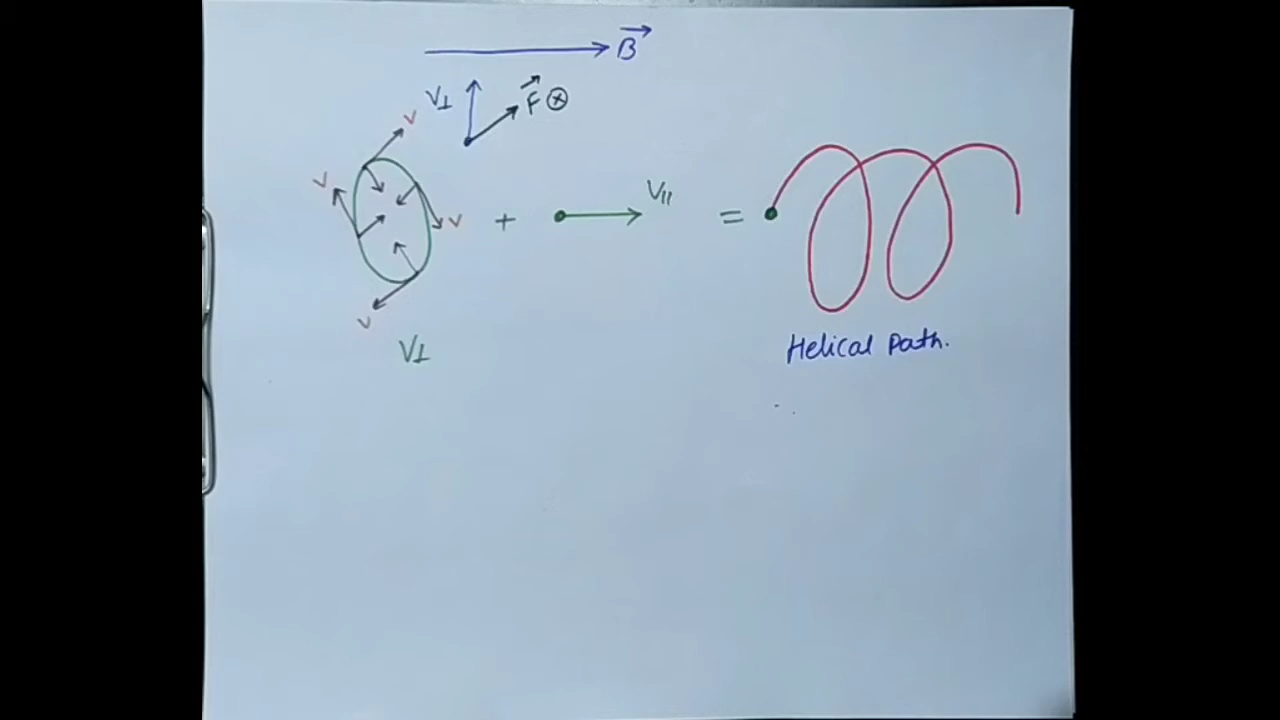 B
V⊥ F ⊗
V
V
V
V
V⊥
+
V||
=
Helical Path.